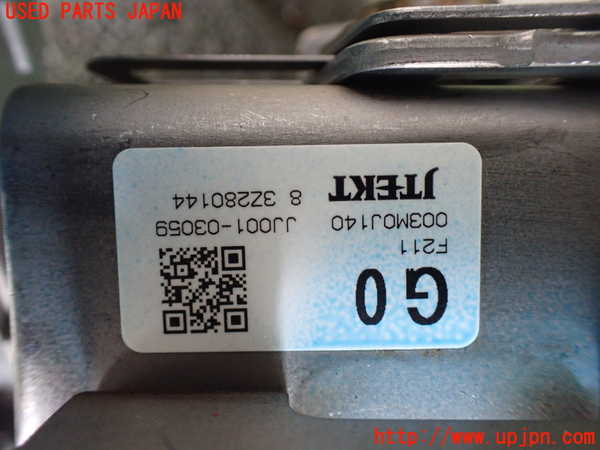 USED PARTS JAPAN
G0
F211
003M0J140
JTEKT
JJ001-03059
8 3Z280144
http://www.upjpn.com/